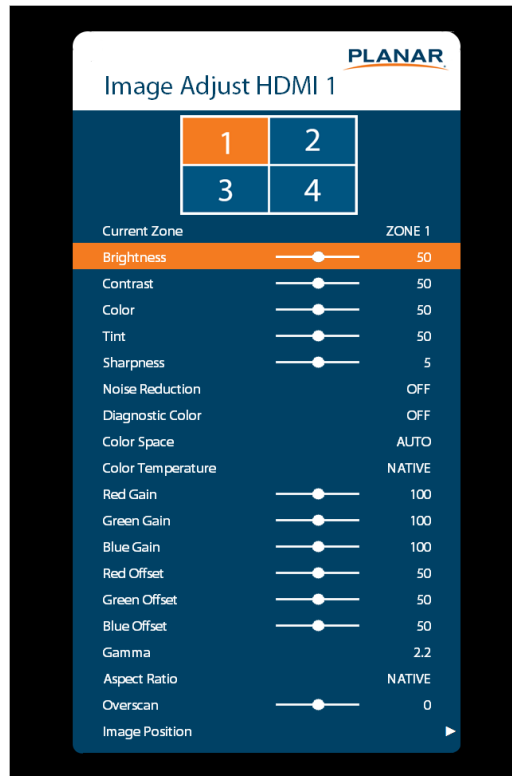 PLANAR
Image Adjust HDMI 1
1 2
3 4
Current Zone ZONE 1
Brightness 50
Contrast 50
Color 50
Tint 50
Sharpness 5
Noise Reduction OFF
Diagnostic Color OFF
Color Space AUTO
Color Temperature NATIVE
Red Gain 100
Green Gain 100
Blue Gain 100
Red Offset 50
Green Offset 50
Blue Offset 50
Gamma 2.2
Aspect Ratio NATIVE
Overscan 0
Image Position